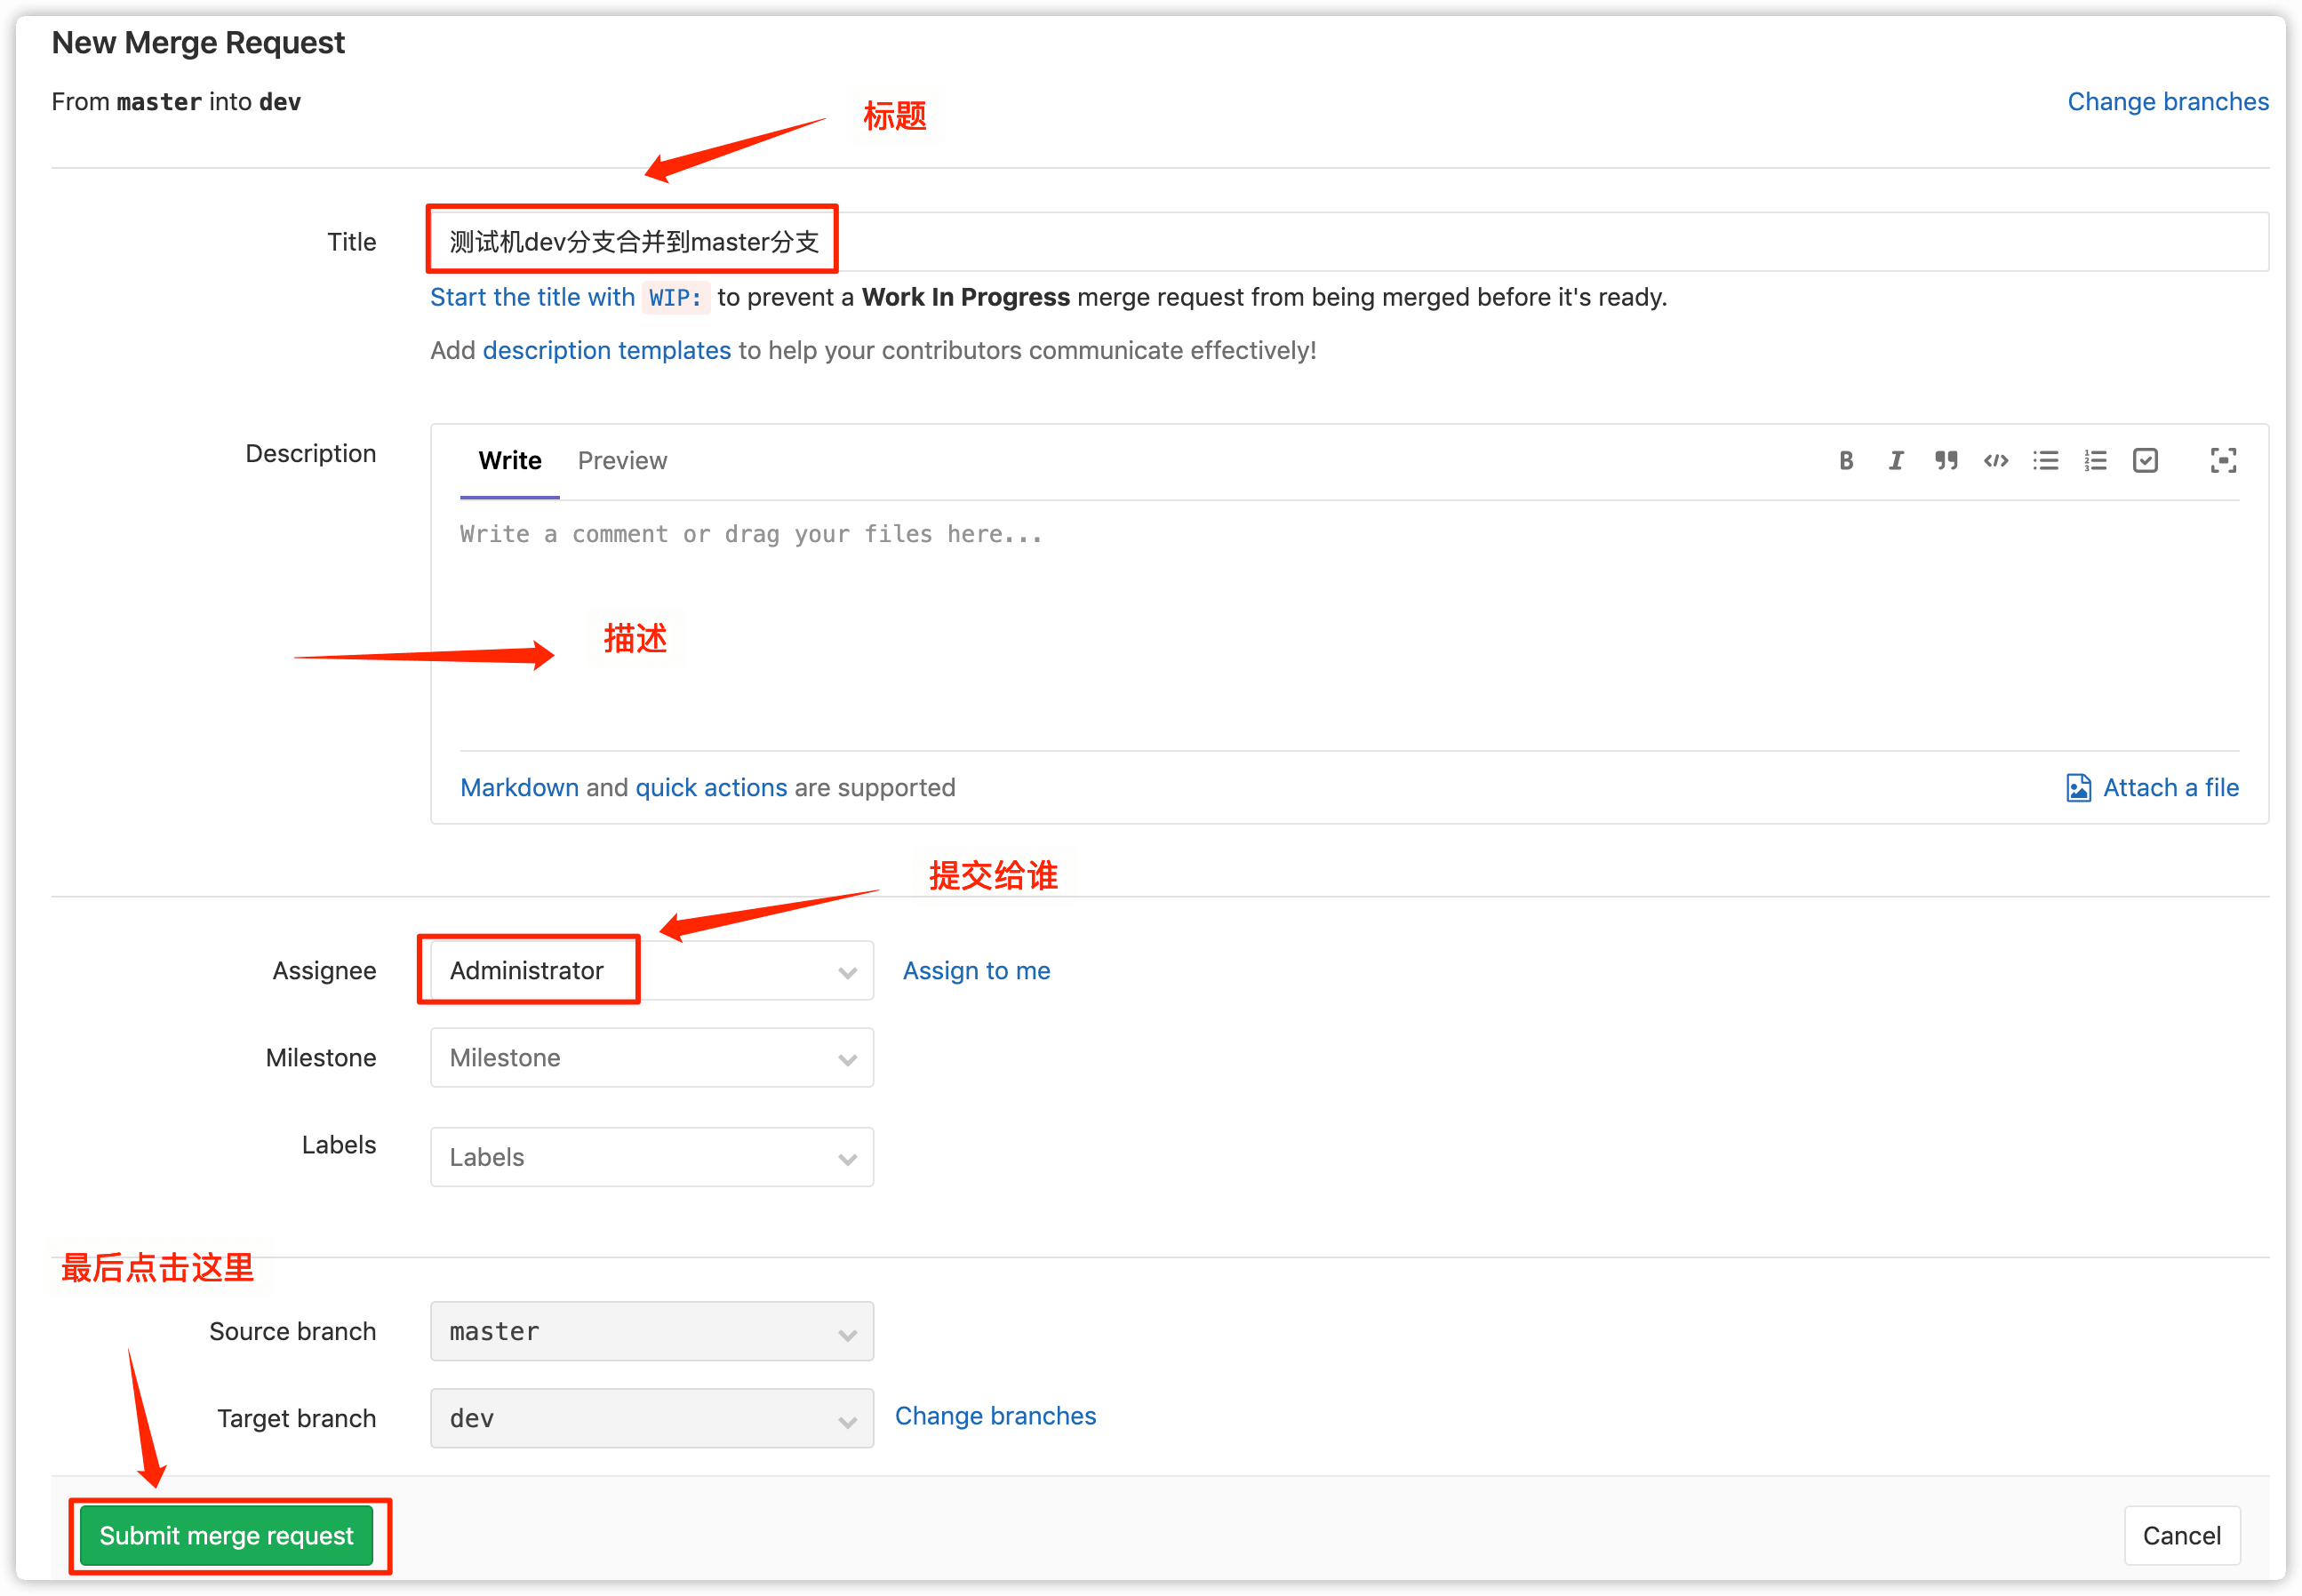 New Merge Request
From master into dev
Change branches
标题
Title
测试机dev分支合并到master分支
Start the title with WIP: to prevent a Work In Progress merge request from being merged before it's ready.
Add description templates to help your contributors communicate effectively!
Description
Write
Preview
Write a comment or drag your files here...
描述
Markdown and quick actions are supported
Attach a file
提交给谁
Assignee
Administrator
Assign to me
Milestone
Milestone
Labels
Labels
最后点击这里
Source branch
master
Target branch
dev
Change branches
Submit merge request
Cancel